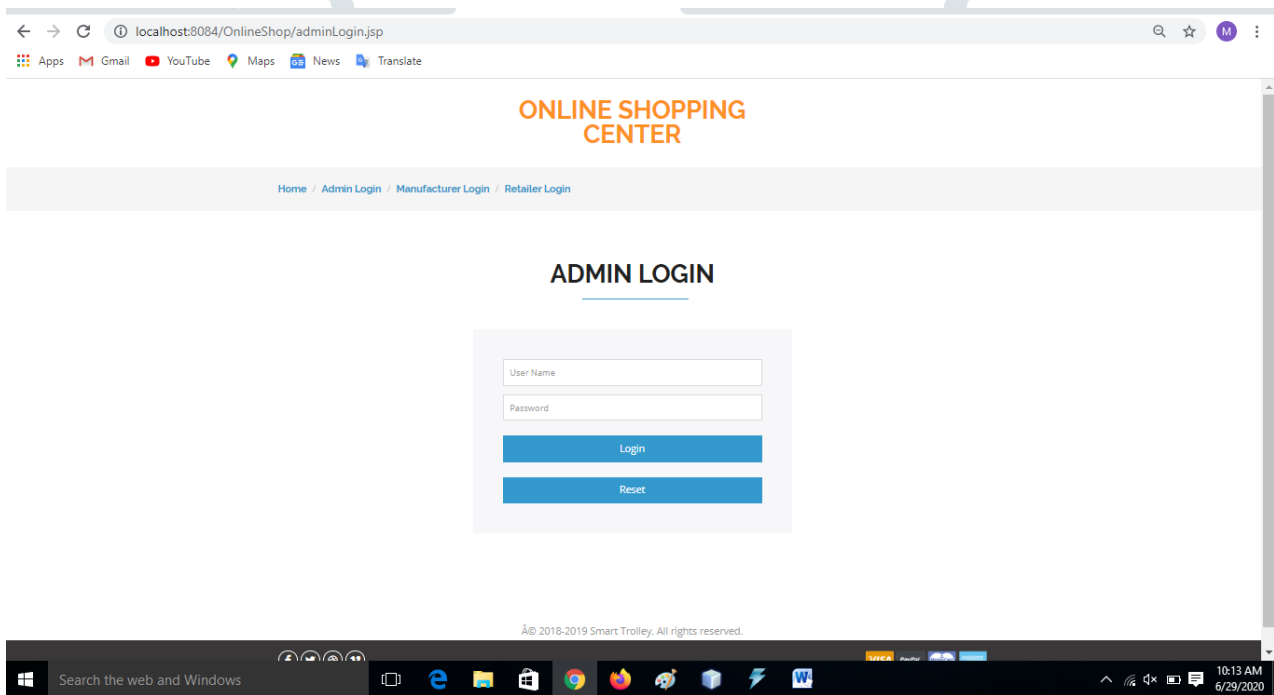 localhost:8084/OnlineShop/adminLogin.jsp
M
Apps Gmail YouTube Maps News Translate
ONLINE SHOPPING
CENTER
Home / Admin Login / Manufacturer Login / Retailer Login
ADMIN LOGIN
User Name
Password
Login
Reset
Â© 2018-2019 Smart Trolley. All rights reserved.
VISA PayPal
Search the web and Windows
10:13 AM
6/29/2020